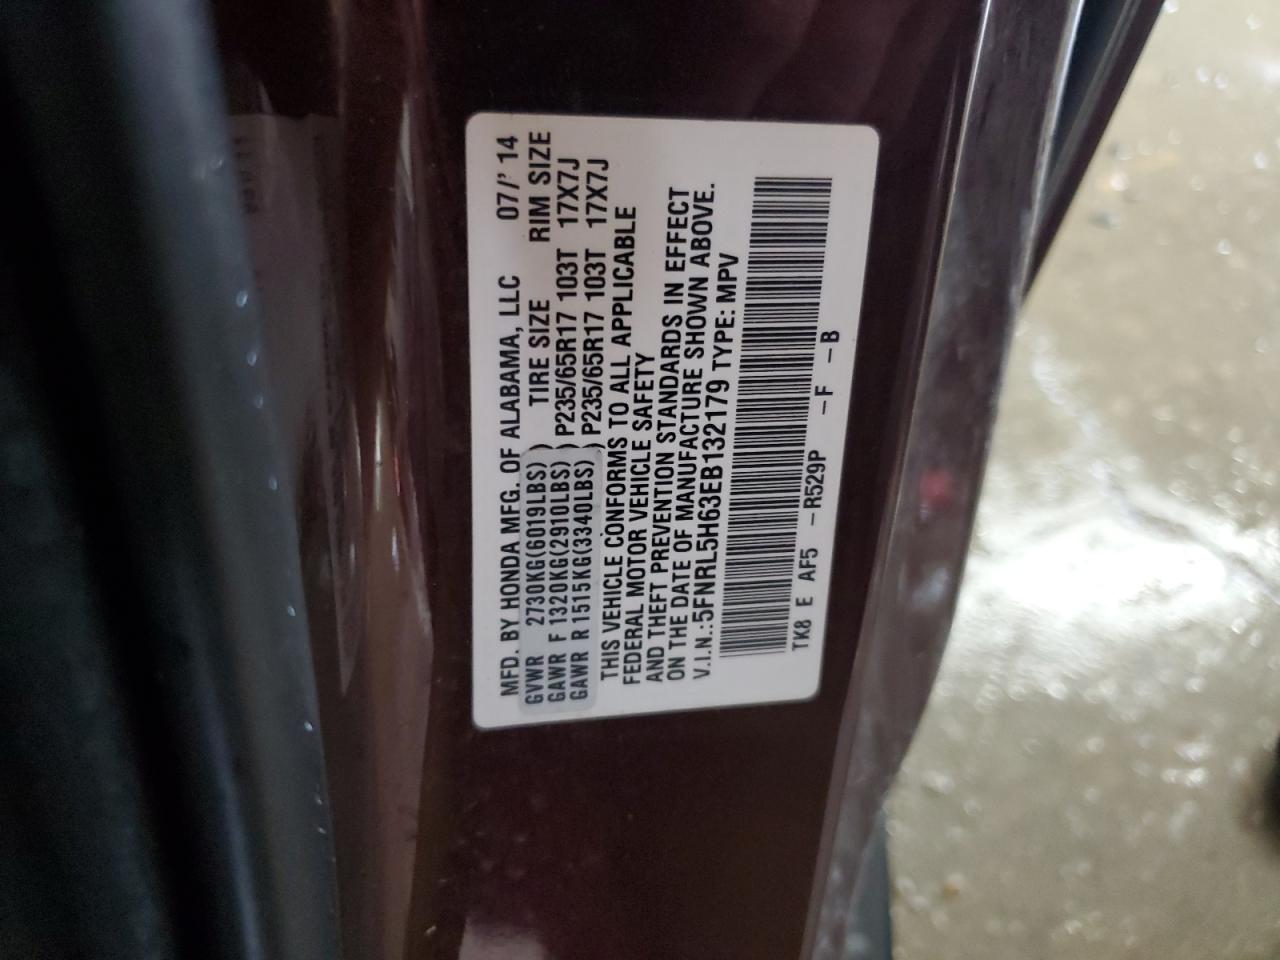 MFD. BY HONDA MFG. OF ALABAMA, LLC 07/'14
GVWR 2730KG(6019LBS) TIRE SIZE RIM SIZE
GAWR F 1320KG(2910LBS) P235/65R17 103T 17X7J
GAWR R 1515KG(3340LBS) P235/65R17 103T 17X7J
THIS VEHICLE CONFORMS TO ALL APPLICABLE
FEDERAL MOTOR VEHICLE SAFETY
AND THEFT PREVENTION STANDARDS IN EFFECT
ON THE DATE OF MANUFACTURE SHOWN ABOVE.
V.I.N.:5FNRL5H63EB132179 TYPE: MPV
TK8 E AF5 -R529P -F -B